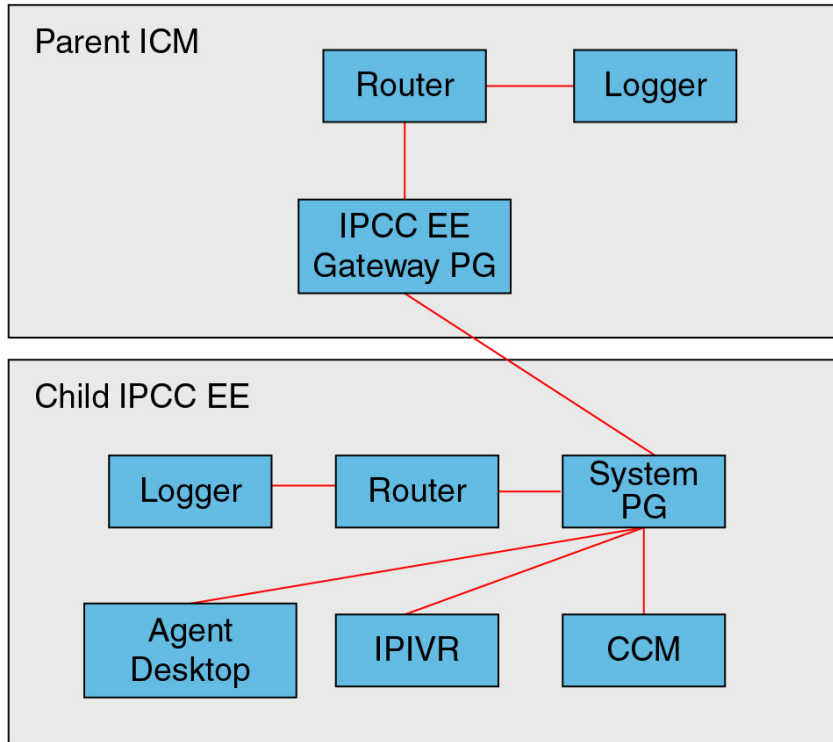 Parent ICM
Router
Logger
IPCC EE
Gateway PG
Child IPCC EE
Logger
Router
System
PG
Agent
Desktop
IPIVR
CCM